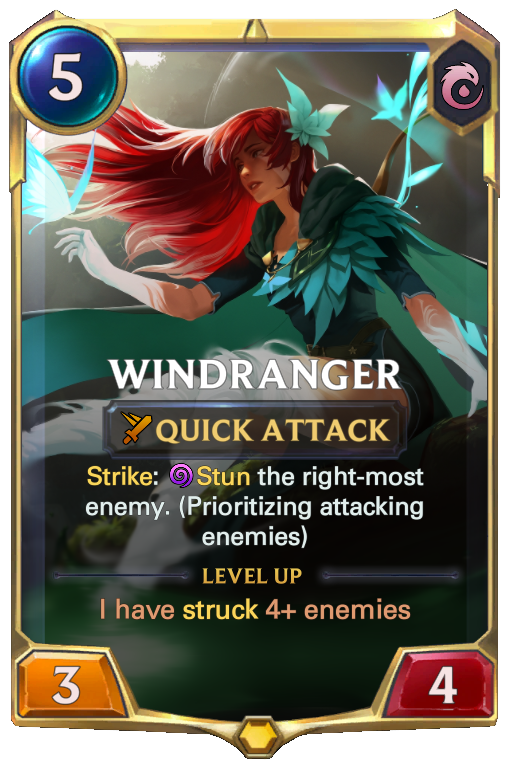 5
WINDRANGER
QUICK ATTACK
Strike: Stun the right-most
enemy. (Prioritizing attacking
enemies)
LEVEL UP
I have struck 4+ enemies
3
4